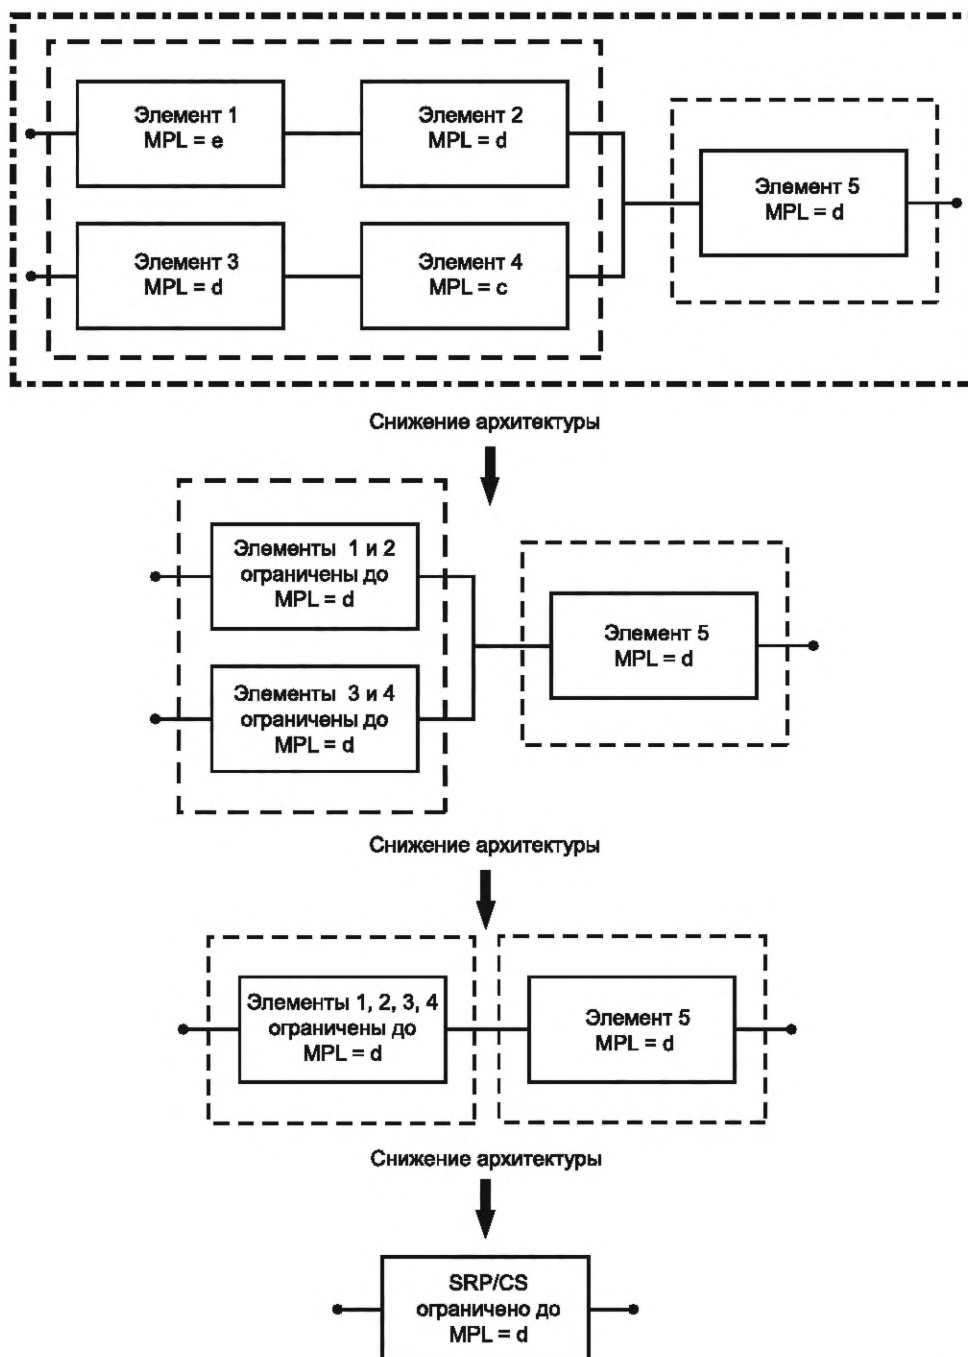 Элемент 1
MPL = e
Элемент 2
MPL = d
Элемент 5
MPL = d
Элемент 3
MPL = d
Элемент 4
MPL = c
Снижение архитектуры
Элементы 1 и 2
ограничены до
MPL = d
Элемент 5
MPL = d
Элементы 3 и 4
ограничены до
MPL = d
Снижение архитектуры
Элементы 1, 2, 3, 4
ограничены до
MPL = d
Элемент 5
MPL = d
Снижение архитектуры
SRP/CS
ограничено до
MPL = d